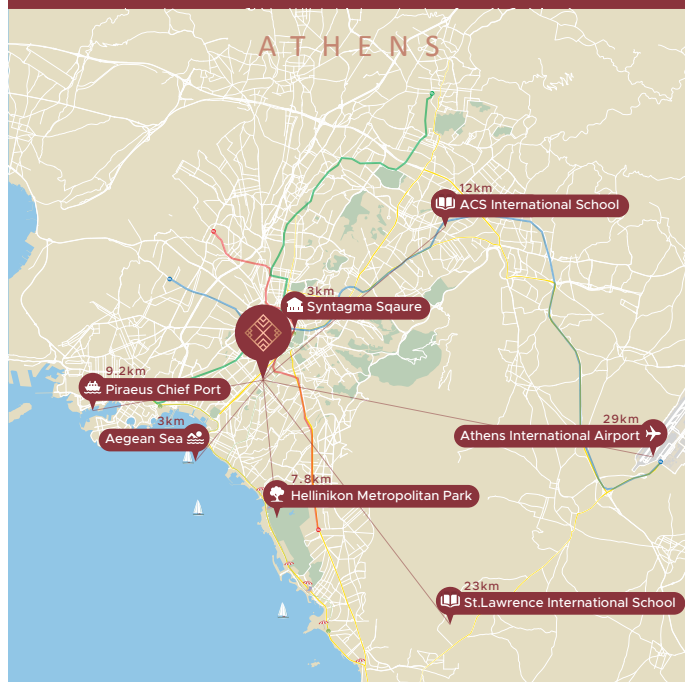 ATHENS
12km
ACS International School
3km
Syntagma Sqaure
9.2km
Piraeus Chief Port
3km
Aegean Sea
29km
Athens International Airport
7.8km
Hellinikon Metropolitan Park
23km
St.Lawrence International School